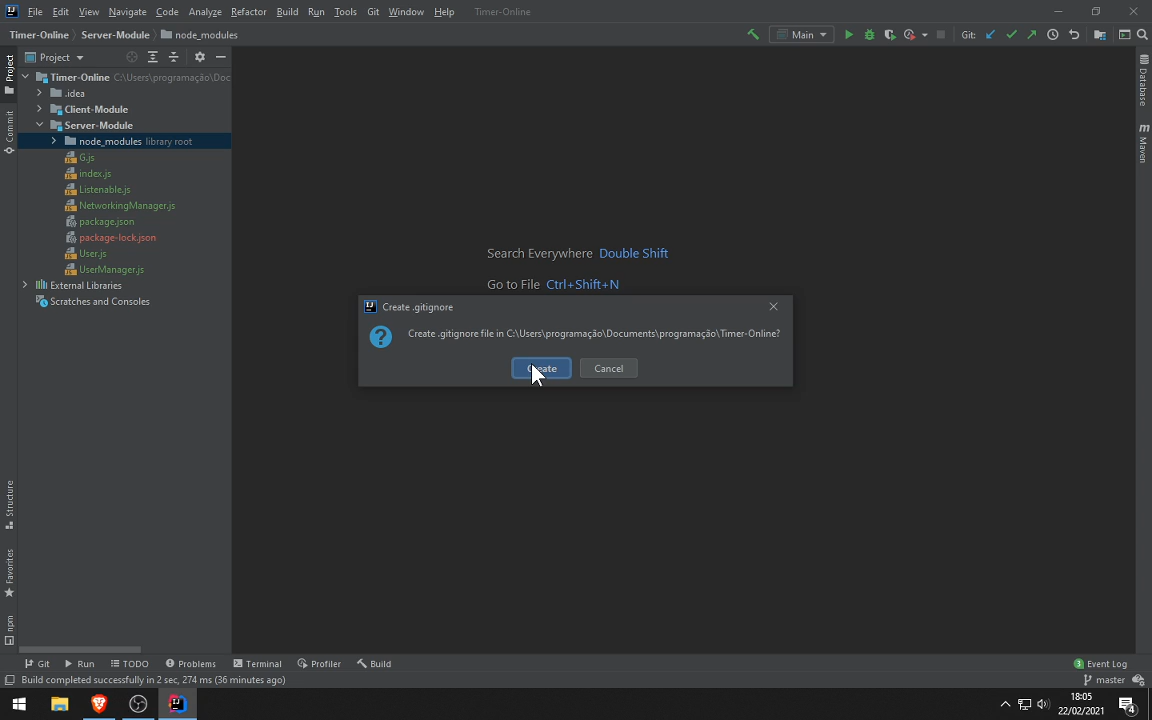 File Edit View Navigate Code Analyze Refactor Build Run Tools Git Window Help Timer-Online
Timer-Online Server-Module node_modules Main Git:
Project
Timer-Online C:\Users\programação\Doc
.idea
Client-Module
Server-Module
node_modules library root
G.js
index.js
Listenable.js
NetworkingManager.js
package.json
package-lock.json
User.js
UserManager.js
External Libraries
Scratches and Consoles
Project
Commit
Structure
Favorites
npm
Database
m Maven
Search Everywhere Double Shift
Go to File Ctrl+Shift+N
Create .gitignore
Create .gitignore file in C:\Users\programação\Documents\programação\Timer-Online?
Create Cancel
Git Run TODO Problems Terminal Profiler Build 3 Event Log
Build completed successfully in 2 sec, 274 ms (36 minutes ago) master
18:05
22/02/2021
4